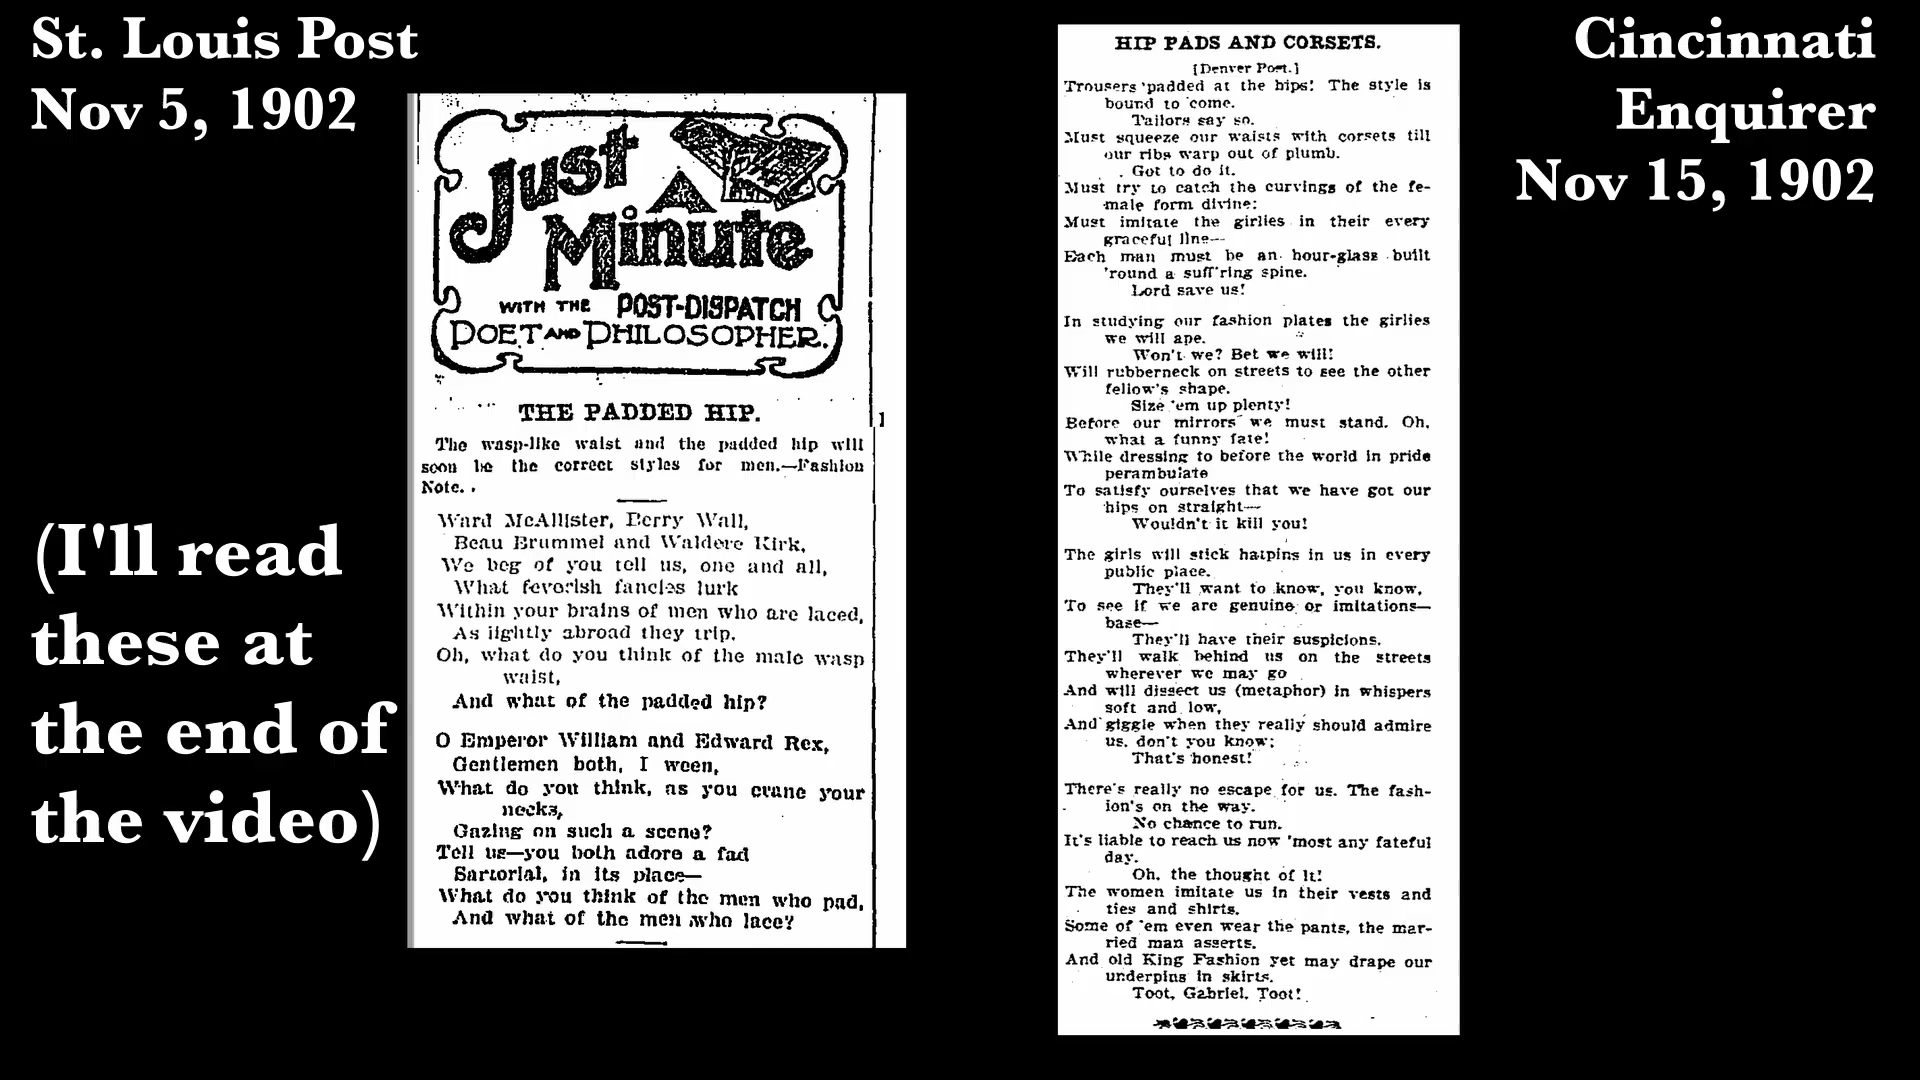 St. Louis Post
Nov 5, 1902
Just
A
Minute
WITH THE POST-DISPATCH
POET AND PHILOSOPHER.
THE PADDED HIP.
The wasp-like waist and the padded hip will
soon be the correct styles for men.—Fashion
Note.
Ward McAllister, Berry Wall,
Beau Brummel and Waldere Kirk,
We beg of you tell us, one and all,
What feverish fancies lurk
Within your brains of men who are laced,
As lightly abroad they trip.
Oh, what do you think of the male wasp
waist,
And what of the padded hip?
O Emperor William and Edward Rex,
Gentlemen both, I ween,
What do you think, as you crane your
necks,
Gazing on such a scene?
Tell us—you both adore a fad
Sartorial, in its place—
What do you think of the men who pad,
And what of the men who lace?
(I'll read
these at
the end of
the video)
HIP PADS AND CORSETS.
[Denver Post.]
Trousers padded at the hips! The style is
bound to come.
Tailors say so.
Must squeeze our waists with corsets till
our ribs warp out of plumb.
Got to do it.
Must try to catch the curvings of the fe-
male form divine;
Must imitate the girlies in their every
graceful line—
Each man must be an hour-glass built
'round a suff'ring spine.
Lord save us!
In studying our fashion plates the girlies
we will ape.
Won't we? Bet we will!
Will rubberneck on streets to see the other
fellow's shape.
Size 'em up plenty!
Before our mirrors we must stand. Oh,
what a funny fate!
While dressing to before the world in pride
perambulate
To satisfy ourselves that we have got our
hips on straight—
Wouldn't it kill you!
The girls will stick hatpins in us in every
public place.
They'll want to know, you know,
To see if we are genuine or imitations—
base—
They'll have their suspicions.
They'll walk behind us on the streets
wherever we may go
And will dissect us (metaphor) in whispers
soft and low,
And giggle when they really should admire
us, don't you know;
That's honest!
There's really no escape for us. The fash-
ion's on the way.
No chance to run.
It's liable to reach us now 'most any fateful
day.
Oh, the thought of it!
The women imitate us in their vests and
ties and shirts.
Some of 'em even wear the pants, the mar-
ried man asserts.
And old King Fashion yet may drape our
underpins in skirts.
Toot, Gabriel. Toot!
Cincinnati
Enquirer
Nov 15, 1902